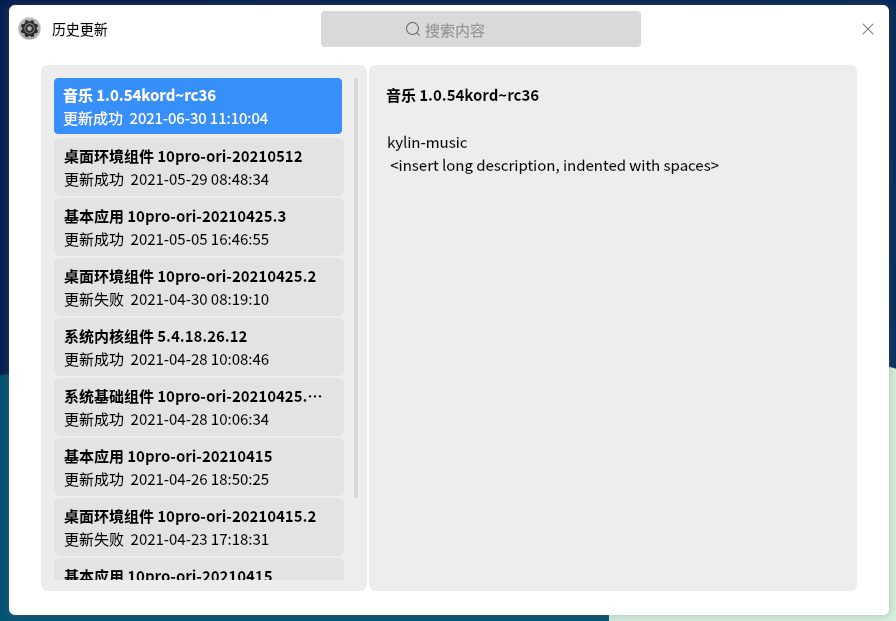 历史更新
搜索内容
音乐 1.0.54kord~rc36
更新成功 2021-06-30 11:10:04
桌面环境组件 10pro-ori-20210512
更新成功 2021-05-29 08:48:34
基本应用 10pro-ori-20210425.3
更新成功 2021-05-05 16:46:55
桌面环境组件 10pro-ori-20210425.2
更新失败 2021-04-30 08:19:10
系统内核组件 5.4.18.26.12
更新成功 2021-04-28 10:08:46
系统基础组件 10pro-ori-20210425.…
更新成功 2021-04-28 10:06:34
基本应用 10pro-ori-20210415
更新成功 2021-04-26 18:50:25
桌面环境组件 10pro-ori-20210415.2
更新失败 2021-04-23 17:18:31
基本应用 10pro-ori-20210415
音乐 1.0.54kord~rc36
kylin-music
<insert long description, indented with spaces>